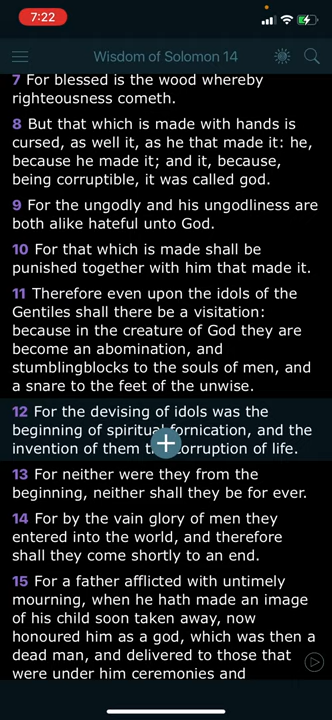 7:22
Wisdom of Solomon 14
7 For blessed is the wood whereby
righteousness cometh.
8 But that which is made with hands is
cursed, as well it, as he that made it: he,
because he made it; and it, because,
being corruptible, it was called god.
9 For the ungodly and his ungodliness are
both alike hateful unto God.
10 For that which is made shall be
punished together with him that made it.
11 Therefore even upon the idols of the
Gentiles shall there be a visitation:
because in the creature of God they are
become an abomination, and
stumblingblocks to the souls of men, and
a snare to the feet of the unwise.
12 For the devising of idols was the
beginning of spiritual fornication, and the
invention of them corruption of life.
13 For neither were they from the
beginning, neither shall they be for ever.
14 For by the vain glory of men they
entered into the world, and therefore
shall they come shortly to an end.
15 For a father afflicted with untimely
mourning, when he hath made an image
of his child soon taken away, now
honoured him as a god, which was then a
dead man, and delivered to those that
were under him ceremonies and